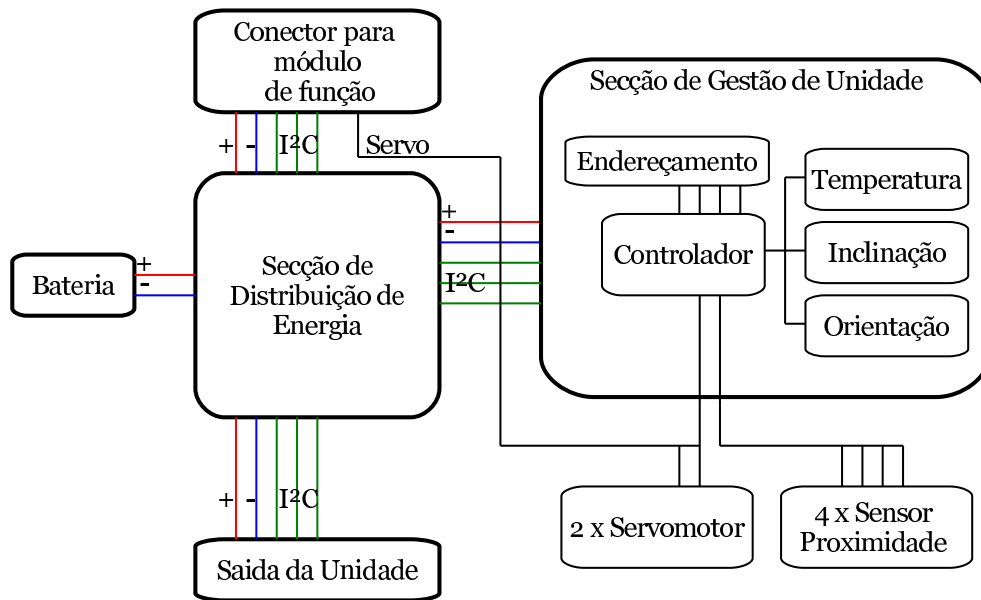 Conector para
módulo
de função
+
-
I²C
Servo
Secção de Gestão de Unidade
Endereçamento
Temperatura
Controlador
Inclinação
Orientação
+
-
I²C
Bateria
+
-
Secção de
Distribuição de
Energia
+
-
I²C
Saida da Unidade
2 x Servomotor
4 x Sensor
Proximidade